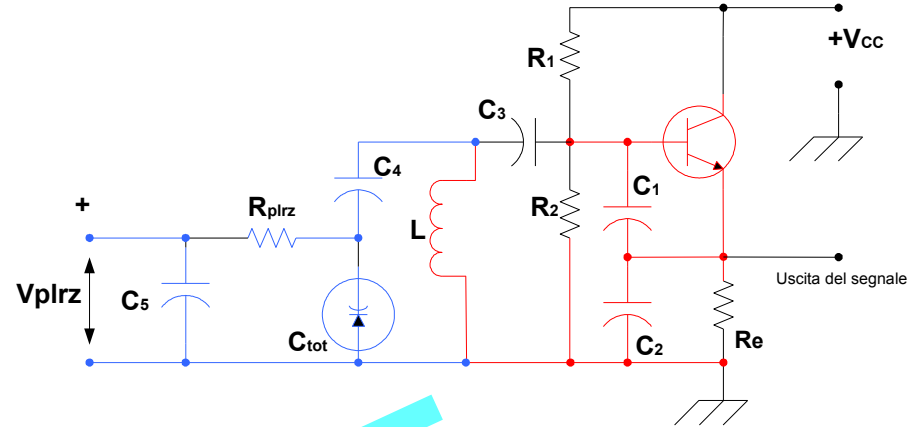 +VCC
R1
C3
C4
C1
R2
+
Rplrz
L
Uscita del segnale
Vplrz
C5
Ctot
C2
Re